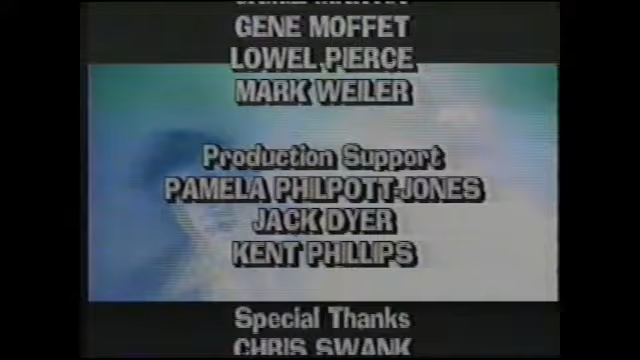 GENE MOFFET
LOWEL PIERCE
MARK WEILER
Production Support
PAMELA PHILPOTT-JONES
JACK DYER
KENT PHILLIPS
Special Thanks
CHRIS SWANK